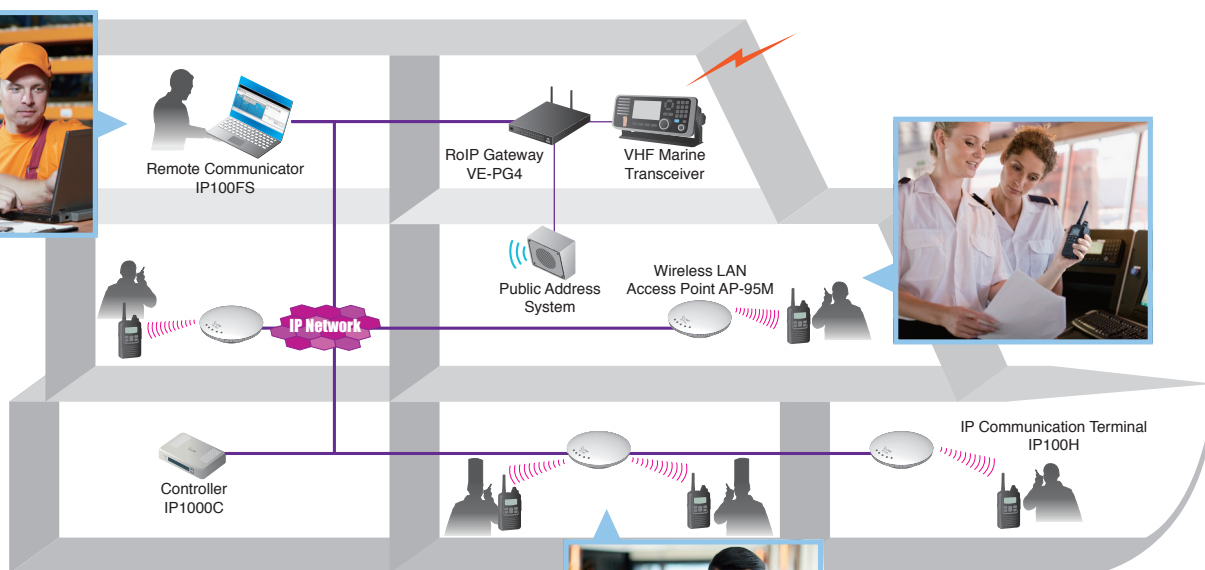 Remote Communicator
IP100FS
RoIP Gateway
VE-PG4
VHF Marine
Transceiver
Public Address
System
Wireless LAN
Access Point AP-95M
IP Network
Controller
IP1000C
IP Communication Terminal
IP100H